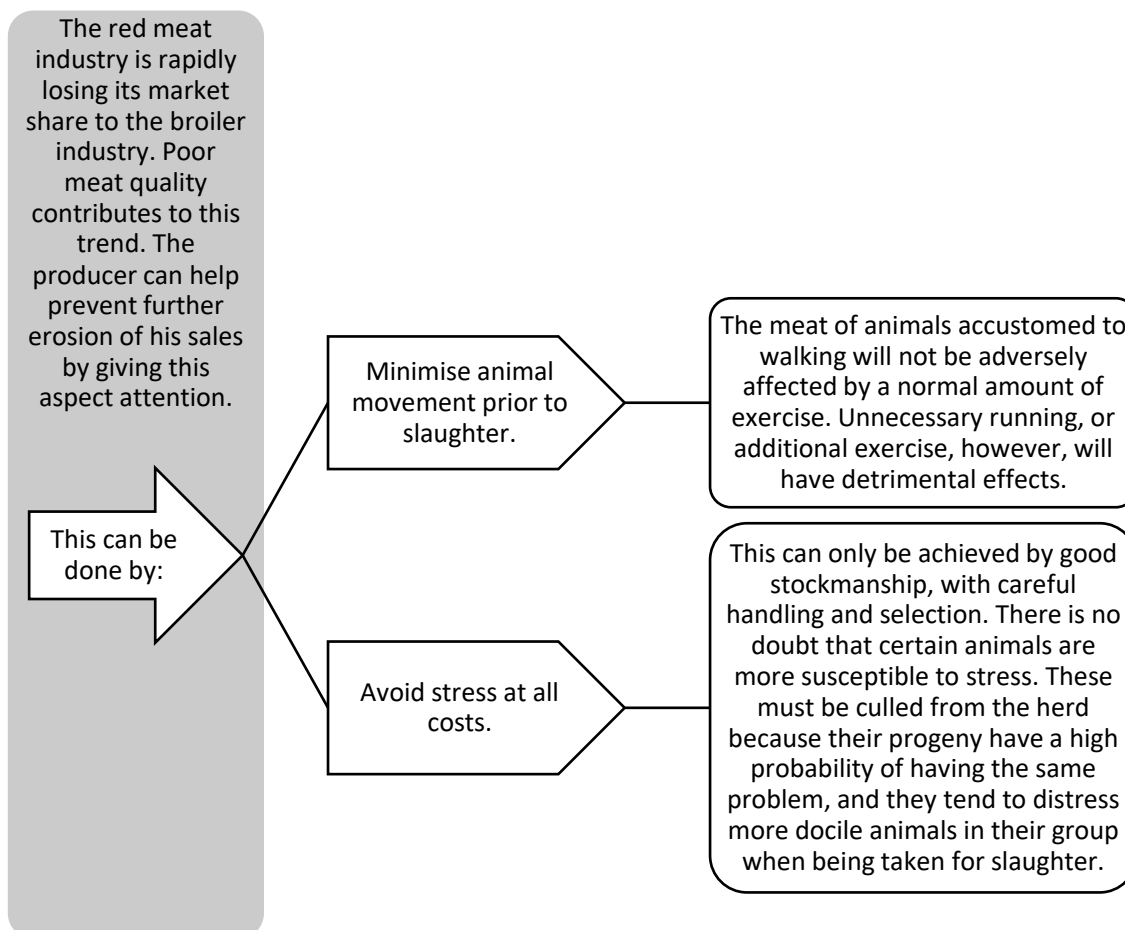 The red meat
industry is rapidly
losing its market
share to the broiler
industry. Poor
meat quality
contributes to this
trend. The
producer can help
prevent further
erosion of his sales
by giving this
aspect attention.
This can be
done by:
Minimise animal
movement prior to
slaughter.
The meat of animals accustomed to
walking will not be adversely
affected by a normal amount of
exercise. Unnecessary running, or
additional exercise, however, will
have detrimental effects.
Avoid stress at all
costs.
This can only be achieved by good
stockmanship, with careful
handling and selection. There is no
doubt that certain animals are
more susceptible to stress. These
must be culled from the herd
because their progeny have a high
probability of having the same
problem, and they tend to distress
more docile animals in their group
when being taken for slaughter.